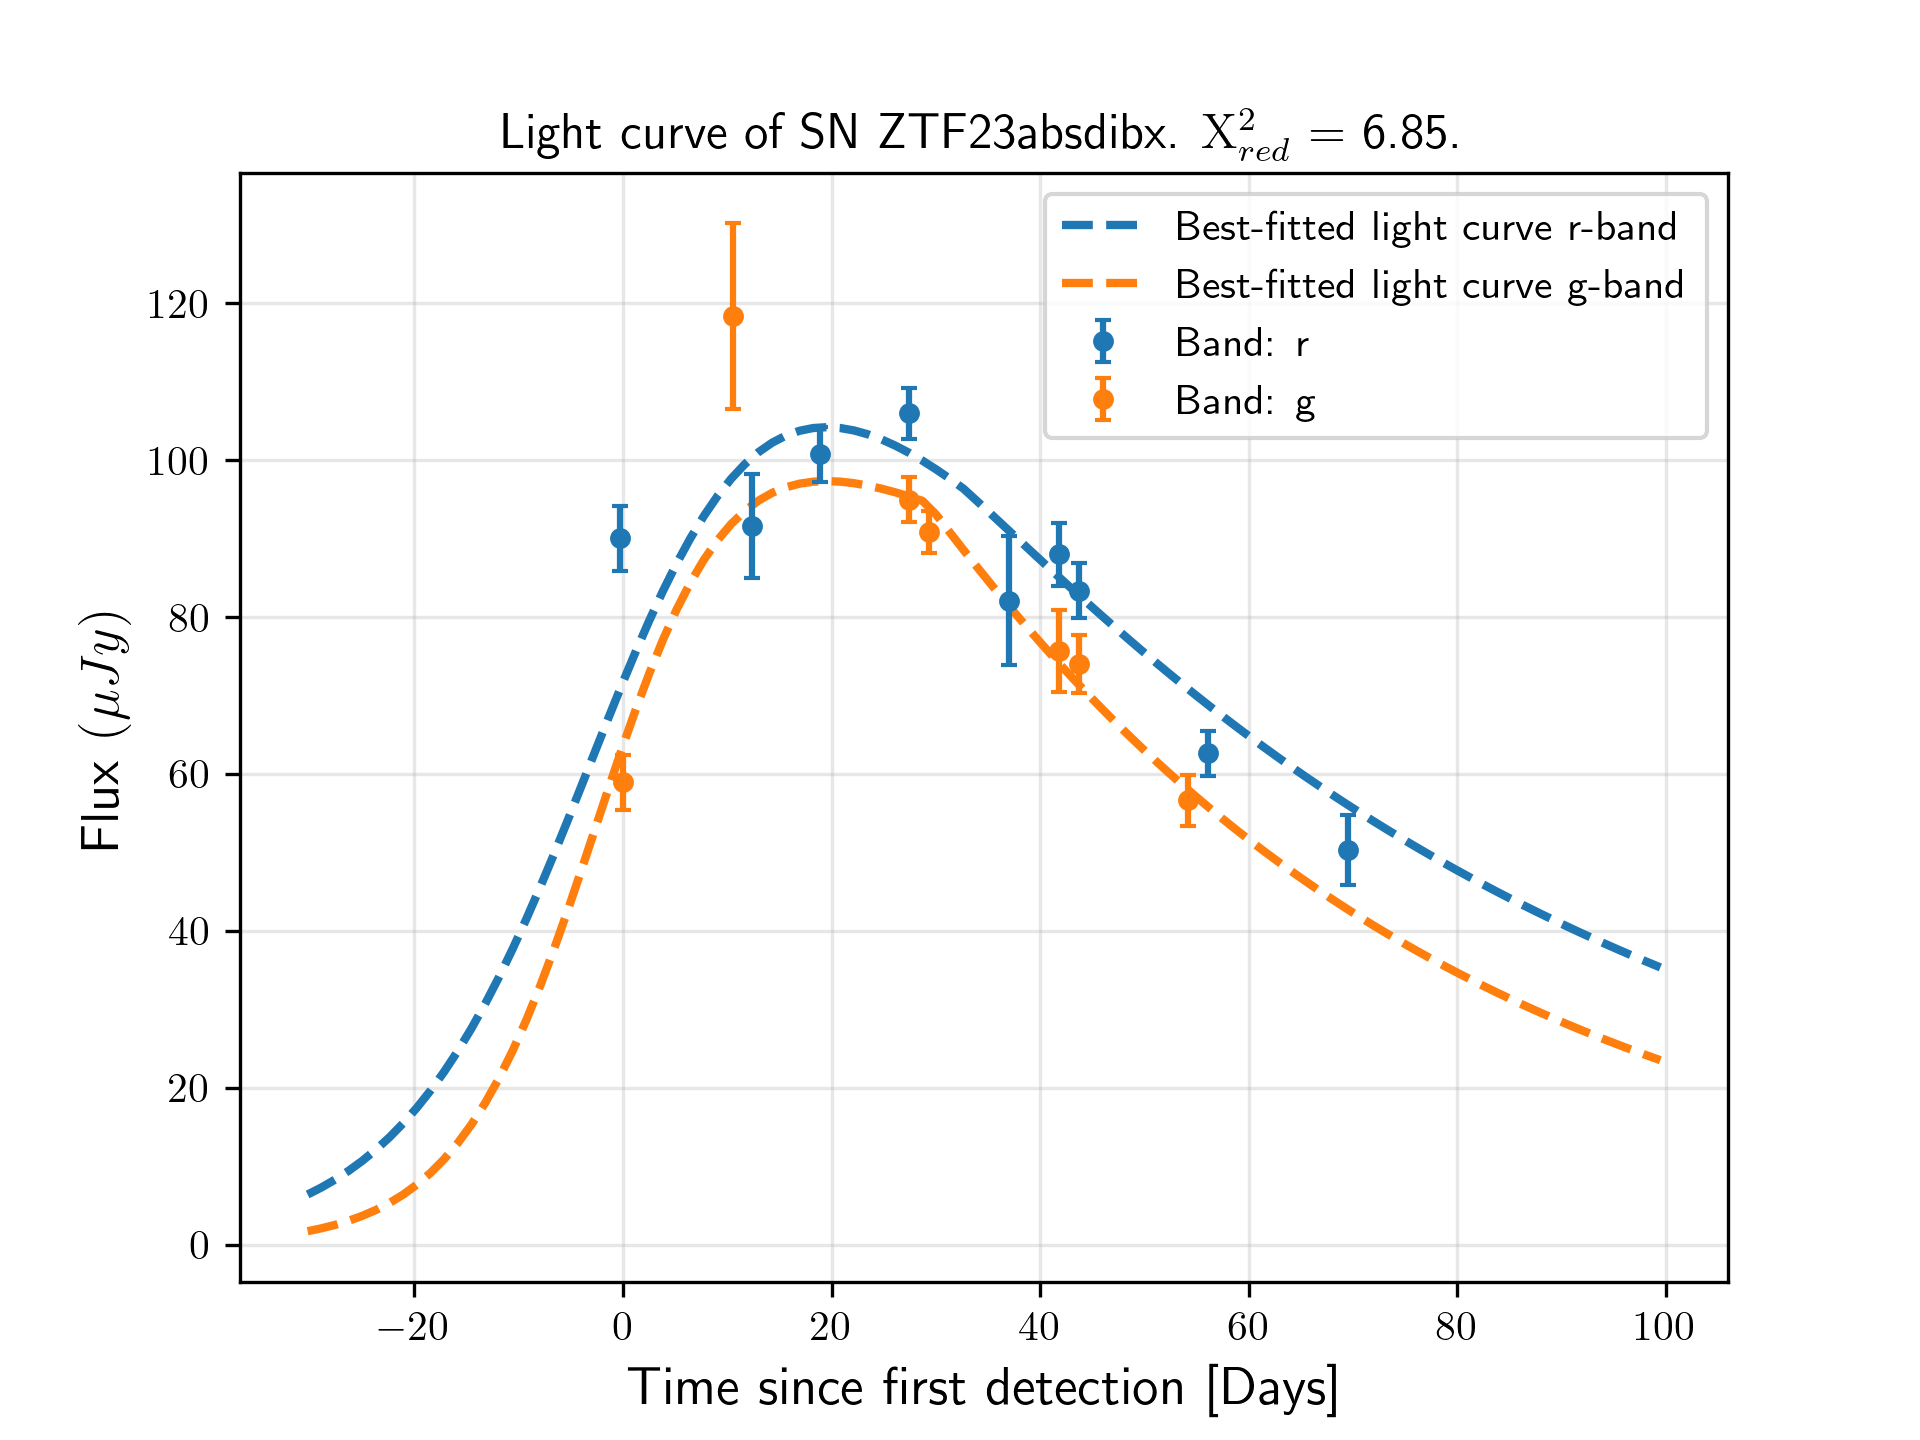 Light curve of SN ZTF23absdibx. X²_red = 6.85.
Best-fitted light curve r-band
Best-fitted light curve g-band
Band: r
Band: g
120
100
80
60
40
20
0
Flux (μJy)
−20 0 20 40 60 80 100
Time since first detection [Days]